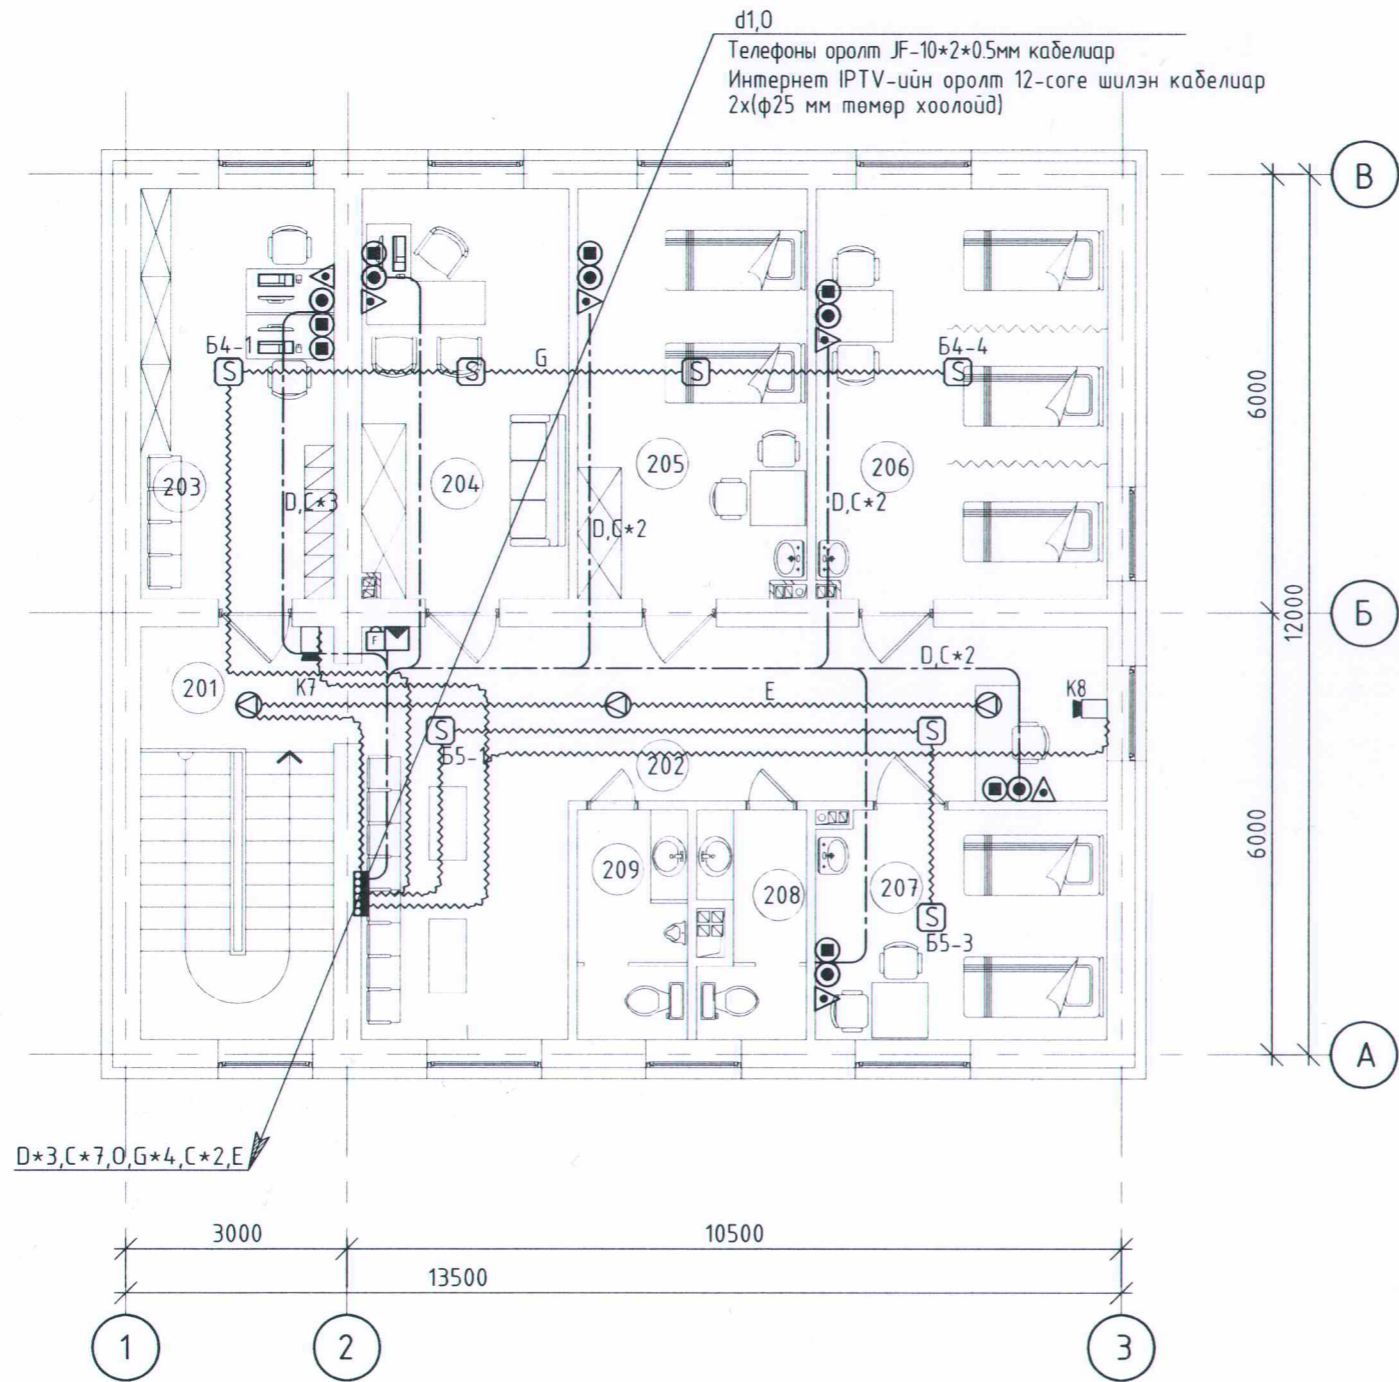 d1,0
Телефоны оролт JF-10*2*0.5мм кабелиар
Интернет IPTV-ийн оролт 12-core шилэн кабелиар
2x(ф25 мм төмөр хоолойд)
В
Б4-1
G
Б4-4
6000
203
204
205
206
D,C*3
D,C*2
D,C*2
12000
Б
F
D,C*2
201
K7
E
K8
S
S
S
S
S
S
S
Б5-1
202
6000
209
208
207
Б5-3
А
D*3,C*7,0,G*4,C*2,E
3000
10500
13500
1
2
3